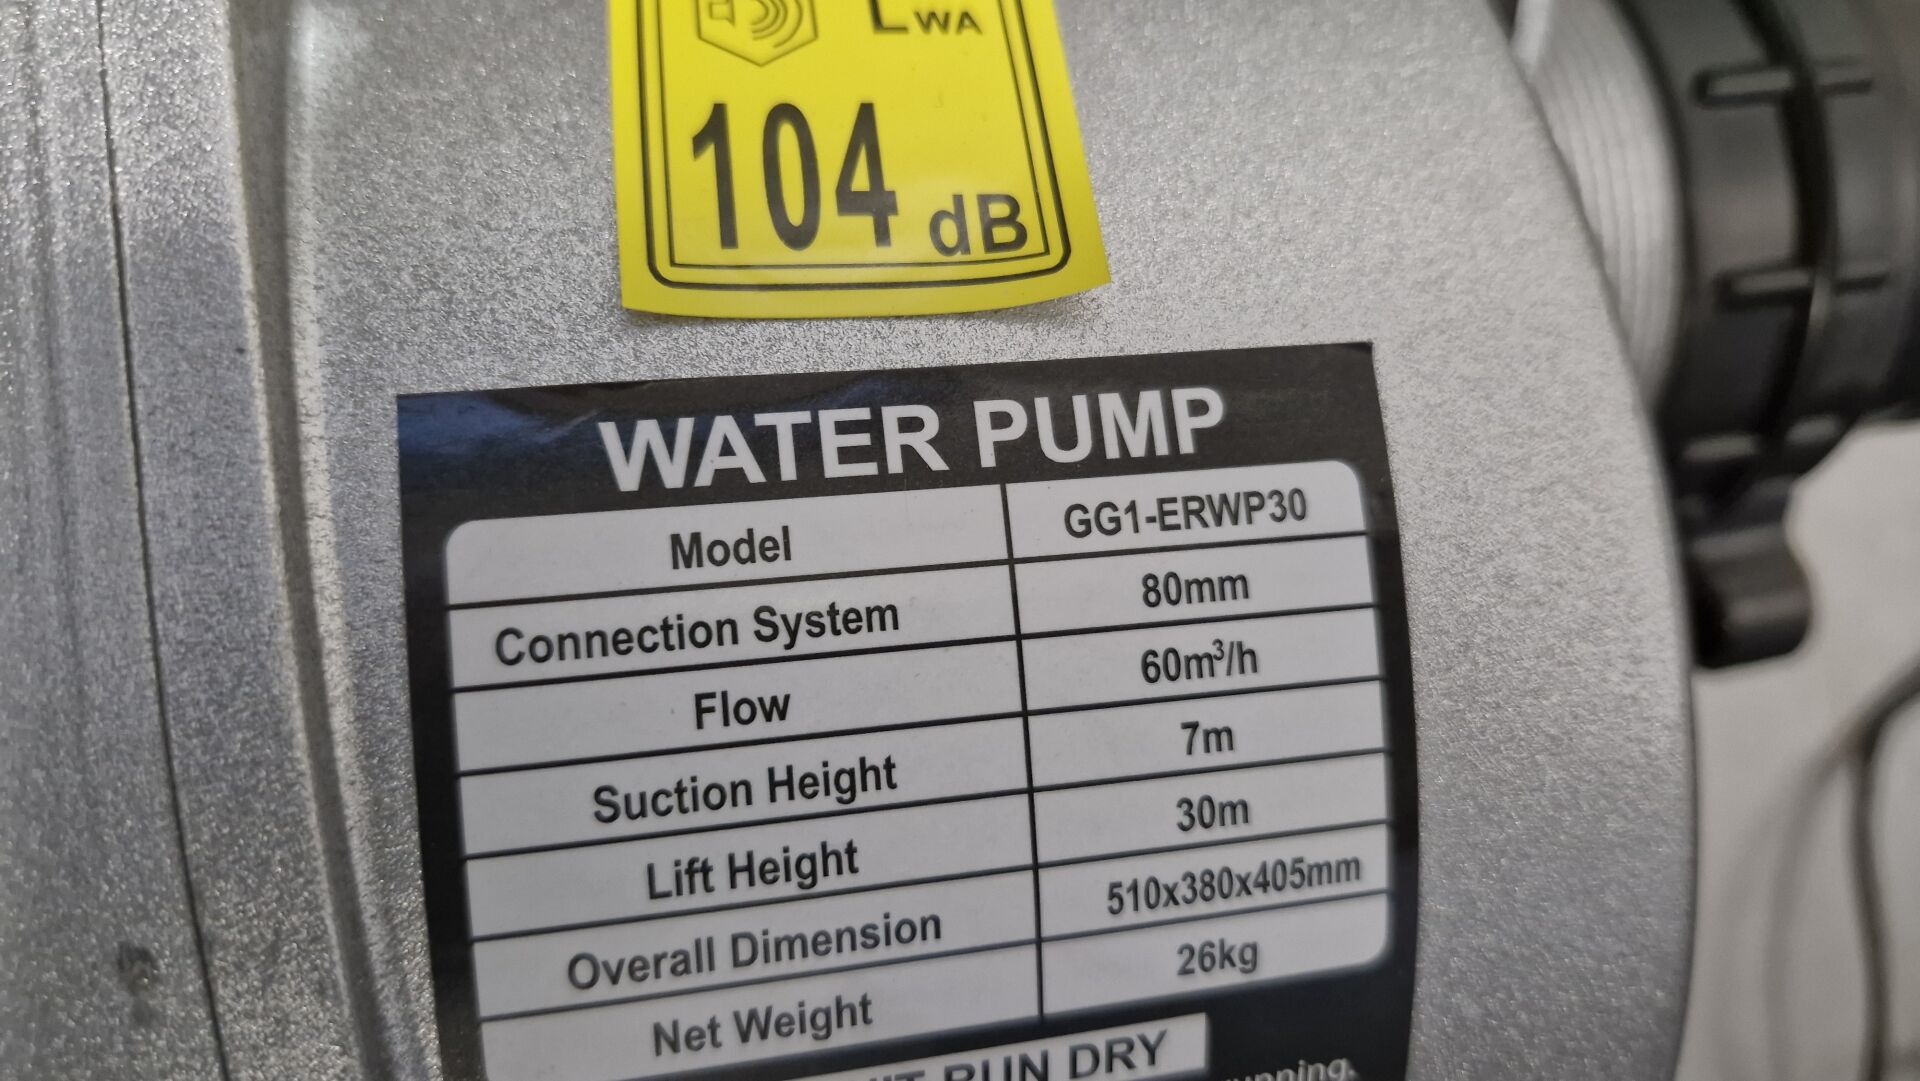 LWA
104 dB
WATER PUMP
Model GG1-ERWP30
Connection System 80mm
Flow 60m³/h
Suction Height 7m
Lift Height 30m
Overall Dimension 510x380x405mm
Net Weight 26kg
RUN DRY